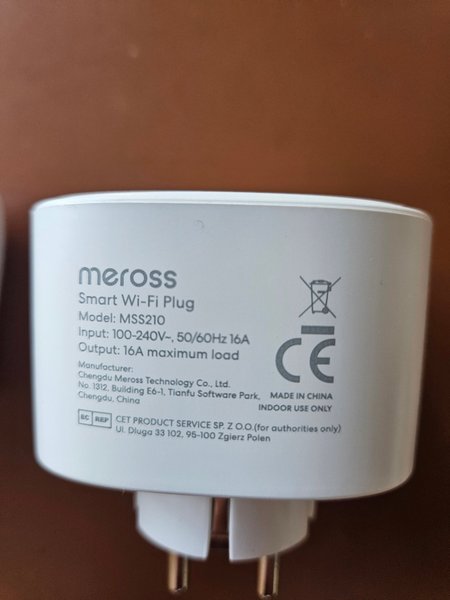 meross
Smart Wi-Fi Plug
Model: MSS210
Input: 100-240V~, 50/60Hz 16A
Output: 16A maximum load
Manufacturer:
Chengdu Meross Technology Co., Ltd.
No. 1312, Building E6-1, Tianfu Software Park,
Chengdu, China
CE
MADE IN CHINA
INDOOR USE ONLY
EC REP
CET PRODUCT SERVICE SP. Z O.O.(for authorities only)
Ul. Dluga 33 102, 95-100 Zgierz Polen